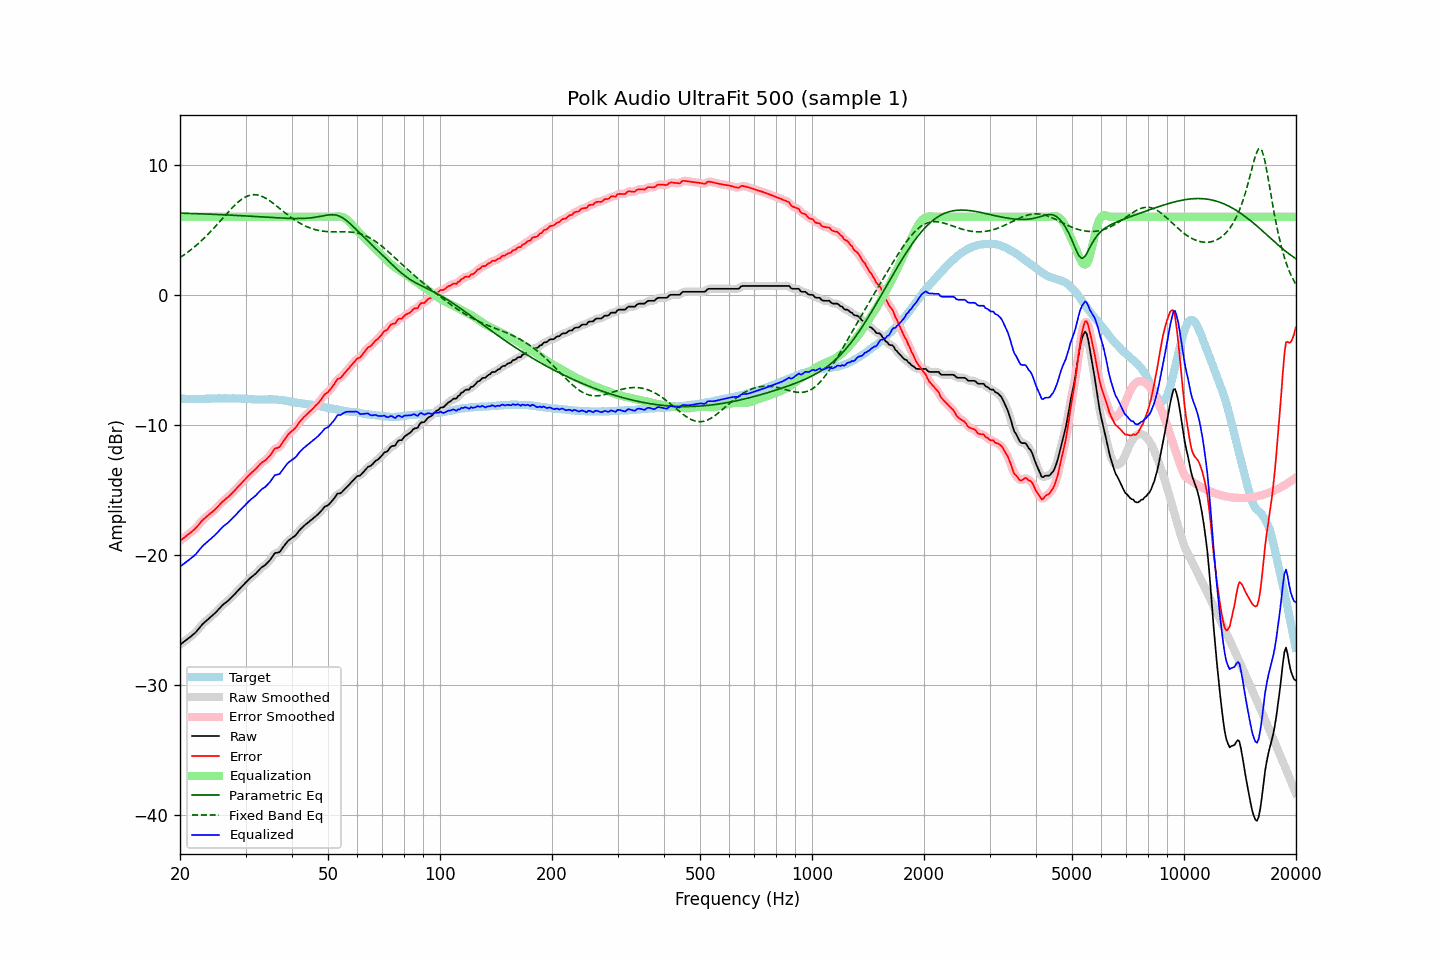 Polk Audio UltraFit 500 (sample 1)
10
0
−10
−20
−30
−40
Amplitude (dBr)
Target
Raw Smoothed
Error Smoothed
Raw
Error
Equalization
Parametric Eq
Fixed Band Eq
Equalized
20 50 100 200 500 1000 2000 5000 10000 20000
Frequency (Hz)